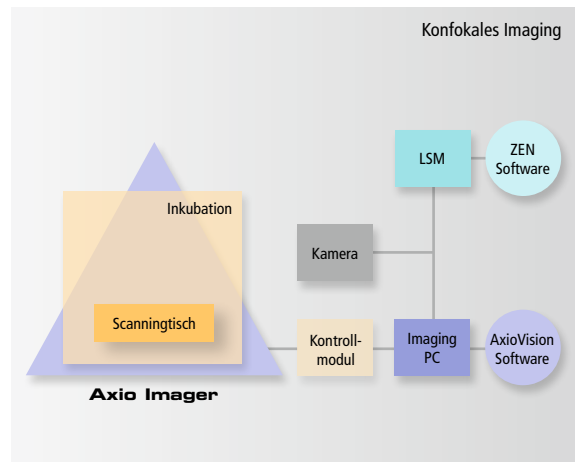 Konfokales Imaging
LSM
ZEN
Software
Inkubation
Kamera
Scanningtisch
Kontroll-
modul
Imaging
PC
AxioVision
Software
Axio Imager